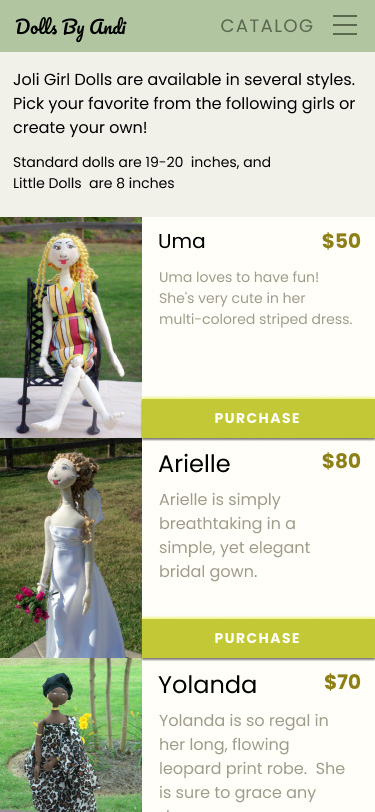 Dolls By Andi
CATALOG
Joli Girl Dolls are available in several styles.
Pick your favorite from the following girls or
create your own!
Standard dolls are 19-20  inches, and
Little Dolls  are 8 inches
Uma
$50
Uma loves to have fun!
She's very cute in her
multi-colored striped dress.
PURCHASE
Arielle
$80
Arielle is simply
breathtaking in a
simple, yet elegant
bridal gown.
PURCHASE
Yolanda
$70
Yolanda is so regal in
her long, flowing
leopard print robe.  She
is sure to grace any